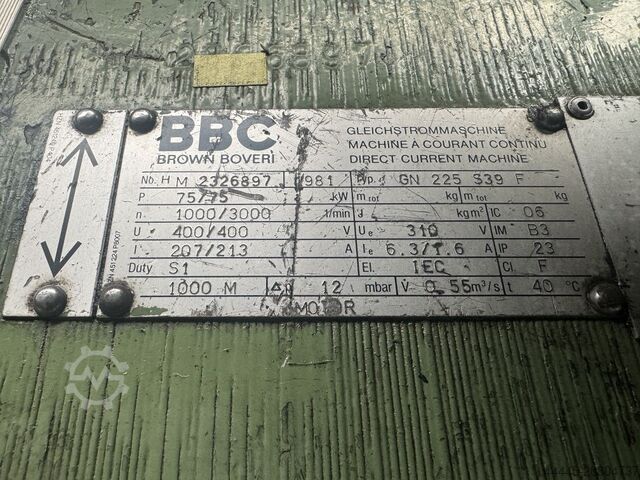 BBC
BROWN BOVERI
GLEICHSTROMMASCHINE
MACHINE À COURANT CONTINU
DIRECT CURRENT MACHINE
No. H M 2326897 1981 Typ. GN 225 S39 F
P 75/75 kW m rot kg m tot kg
n 1000/3000 1/min J kgm² IC 06
U 400/400 V Ue 310 V IM B3
I 207/213 A Ie 6.3/1.6 A IP 23
Duty S1 El. IEC Cl F
1000 M Δp 12 mbar V̇ 0.55 m³/s t 40 °C
MOTOR